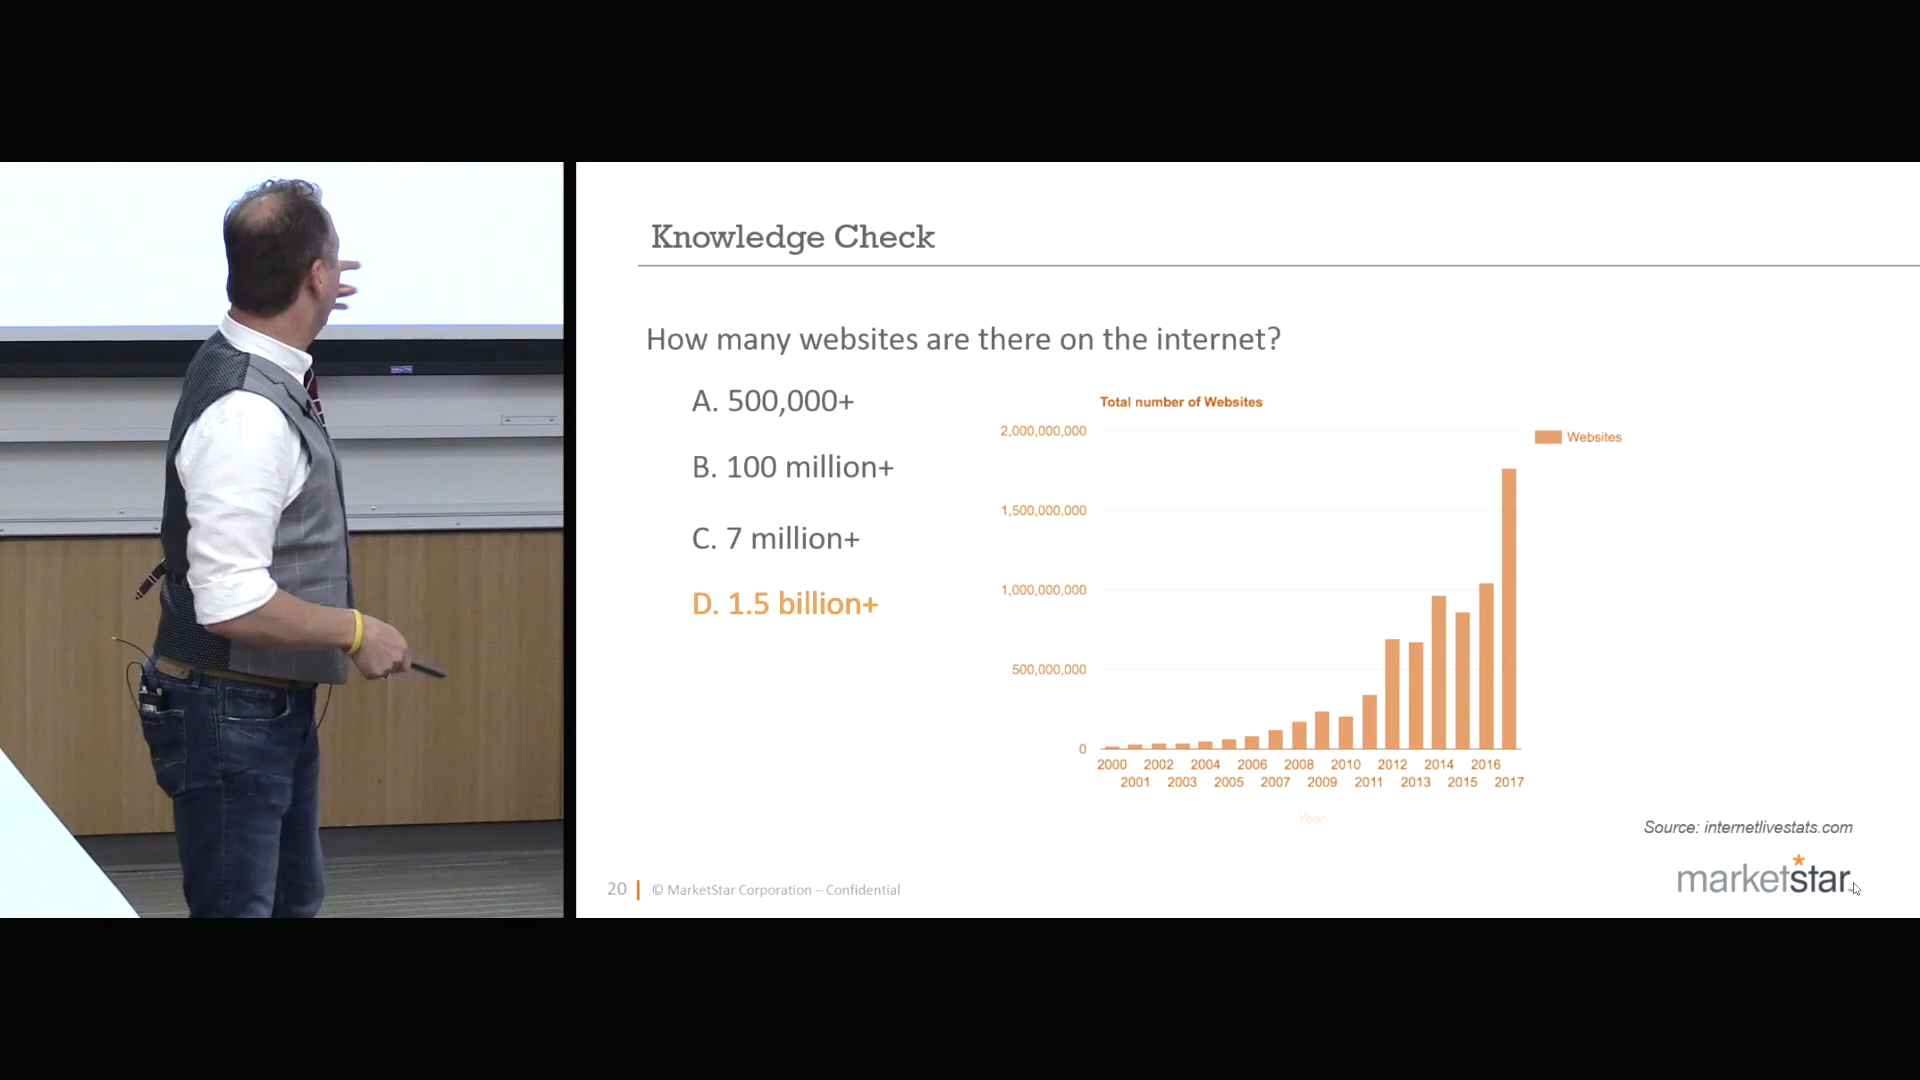 Knowledge Check
How many websites are there on the internet?
A. 500,000+
B. 100 million+
C. 7 million+
D. 1.5 billion+
Total number of Websites
2,000,000,000
1,500,000,000
1,000,000,000
500,000,000
0
Websites
2000 2002 2004 2006 2008 2010 2012 2014 2016
2001 2003 2005 2007 2009 2011 2013 2015 2017
Year
Source: internetlivestats.com
marketstar
20 © MarketStar Corporation – Confidential